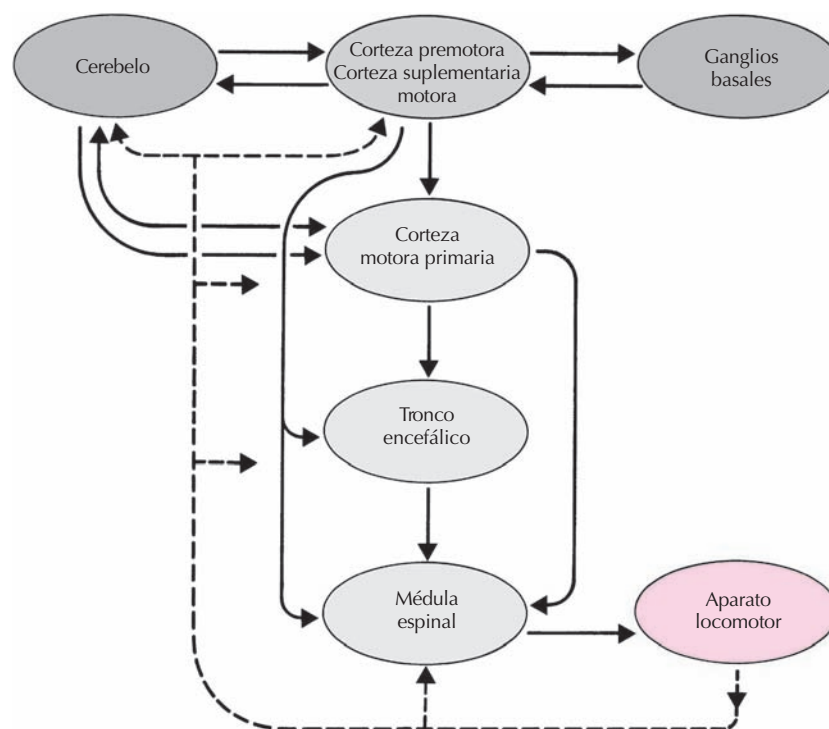 Cerebelo
Corteza premotora
Corteza suplementaria
motora
Ganglios
basales
Corteza
motora primaria
Tronco
encefálico
Médula
espinal
Aparato
locomotor